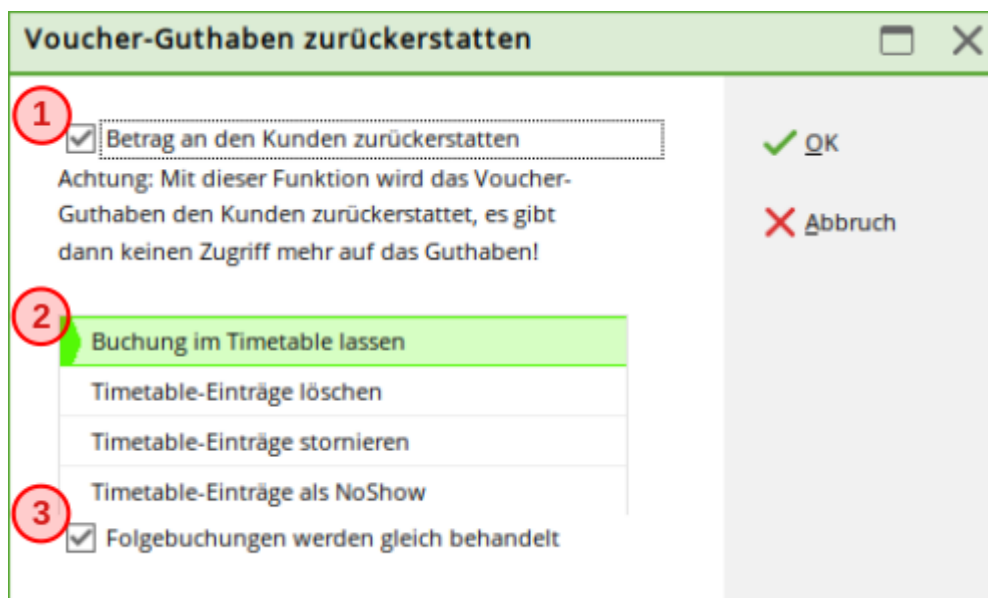 Voucher-Guthaben zurückerstatten
1
Betrag an den Kunden zurückerstatten
OK
Achtung: Mit dieser Funktion wird das Voucher-
Guthaben den Kunden zurückerstattet, es gibt
dann keinen Zugriff mehr auf das Guthaben!
Abbruch
2
Buchung im Timetable lassen
Timetable-Einträge löschen
Timetable-Einträge stornieren
Timetable-Einträge als NoShow
3
Folgebuchungen werden gleich behandelt